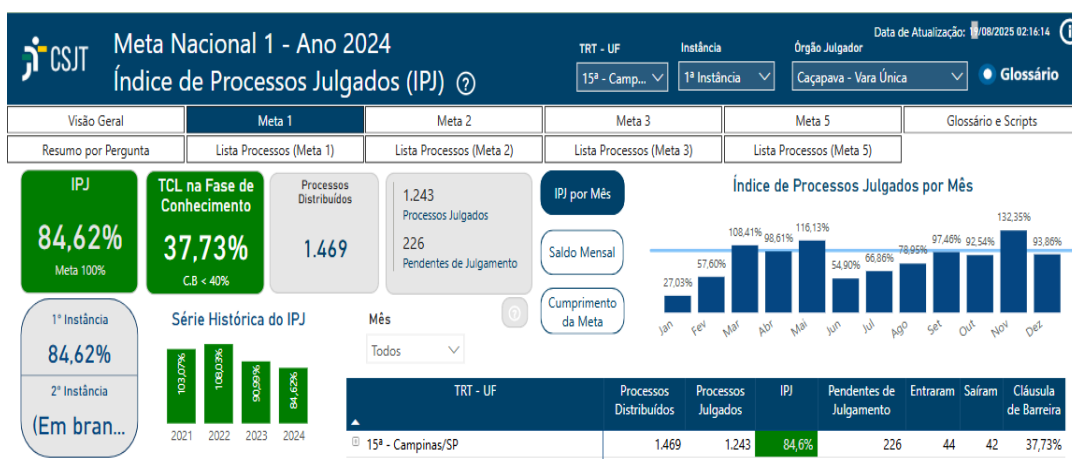 CSJT
Meta Nacional 1 - Ano 2024
Índice de Processos Julgados (IPJ)
Data de Atualização: 19/08/2025 02:16:14
TRT - UF
Instância
Órgão Julgador
15ª - Camp...
1ª Instância
Caçapava - Vara Única
Glossário
Visão Geral
Meta 1
Meta 2
Meta 3
Meta 5
Glossário e Scripts
Resumo por Pergunta
Lista Processos (Meta 1)
Lista Processos (Meta 2)
Lista Processos (Meta 3)
Lista Processos (Meta 5)
IPJ
84,62%
Meta 100%
TCL na Fase de
Conhecimento
37,73%
C.B < 40%
Processos
Distribuídos
1.469
1.243
Processos Julgados
226
Pendentes de Julgamento
IPJ por Mês
Saldo Mensal
Cumprimento
da Meta
Índice de Processos Julgados por Mês
27,03% 57,60% 108,41% 98,61% 116,13% 54,90% 66,86% 78,95% 97,46% 92,54% 132,35% 93,86%
Jan Fev Mar Abr Mai Jun Jul Ago Set Out Nov Dez
1ª Instância
84,62%
2ª Instância
(Em bran...
Série Histórica do IPJ
103,07% 108,03% 90,99% 84,62%
2021 2022 2023 2024
Mês
Todos
TRT - UF
Processos
Distribuídos
Processos
Julgados
IPJ
Pendentes de
Julgamento
Entraram
Saíram
Cláusula
de Barreira
15ª - Campinas/SP 1.469 1.243 84,6% 226 44 42 37,73%